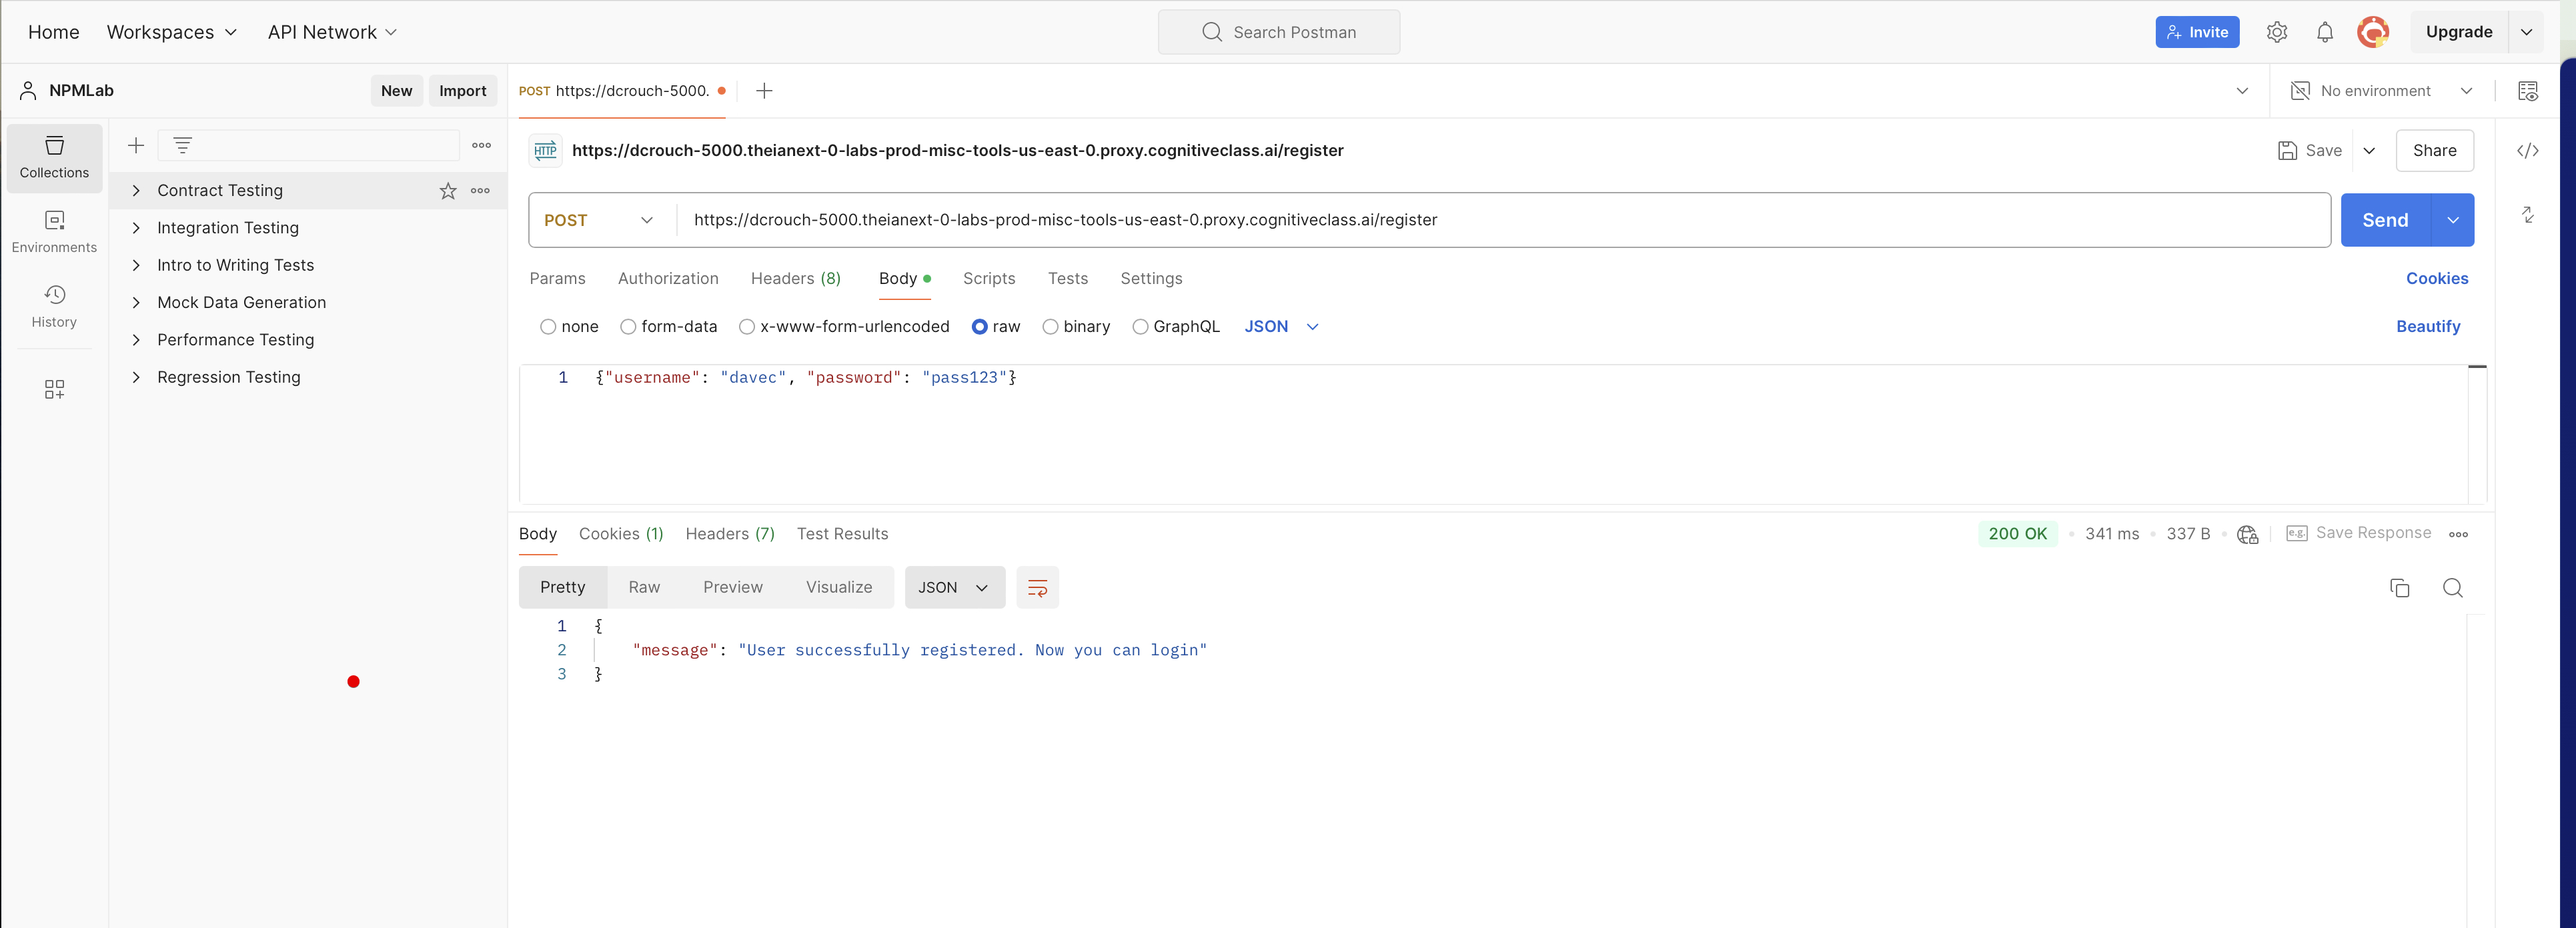 Home Workspaces API Network Search Postman Invite Upgrade
NPMLab New Import POST https://dcrouch-5000. No environment
Collections
Environments
History
Contract Testing
Integration Testing
Intro to Writing Tests
Mock Data Generation
Performance Testing
Regression Testing
HTTP https://dcrouch-5000.theianext-0-labs-prod-misc-tools-us-east-0.proxy.cognitiveclass.ai/register Save Share
POST https://dcrouch-5000.theianext-0-labs-prod-misc-tools-us-east-0.proxy.cognitiveclass.ai/register Send
Params Authorization Headers (8) Body Scripts Tests Settings Cookies
none form-data x-www-form-urlencoded raw binary GraphQL JSON Beautify
1 {"username": "davec", "password": "pass123"}
Body Cookies (1) Headers (7) Test Results 200 OK 341 ms 337 B e.g. Save Response
Pretty Raw Preview Visualize JSON
1 {
2 "message": "User successfully registered. Now you can login"
3 }